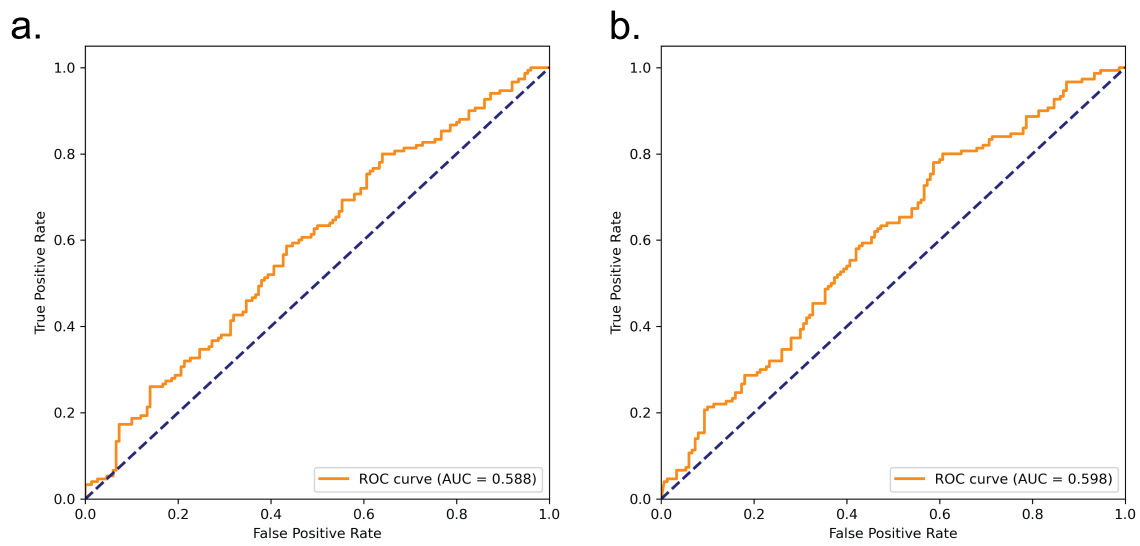 a.
1.0
0.8
0.6
0.4
0.2
0.0
True Positive Rate
0.0 0.2 0.4 0.6 0.8 1.0
False Positive Rate
ROC curve (AUC = 0.588)
b.
1.0
0.8
0.6
0.4
0.2
0.0
True Positive Rate
0.0 0.2 0.4 0.6 0.8 1.0
False Positive Rate
ROC curve (AUC = 0.598)